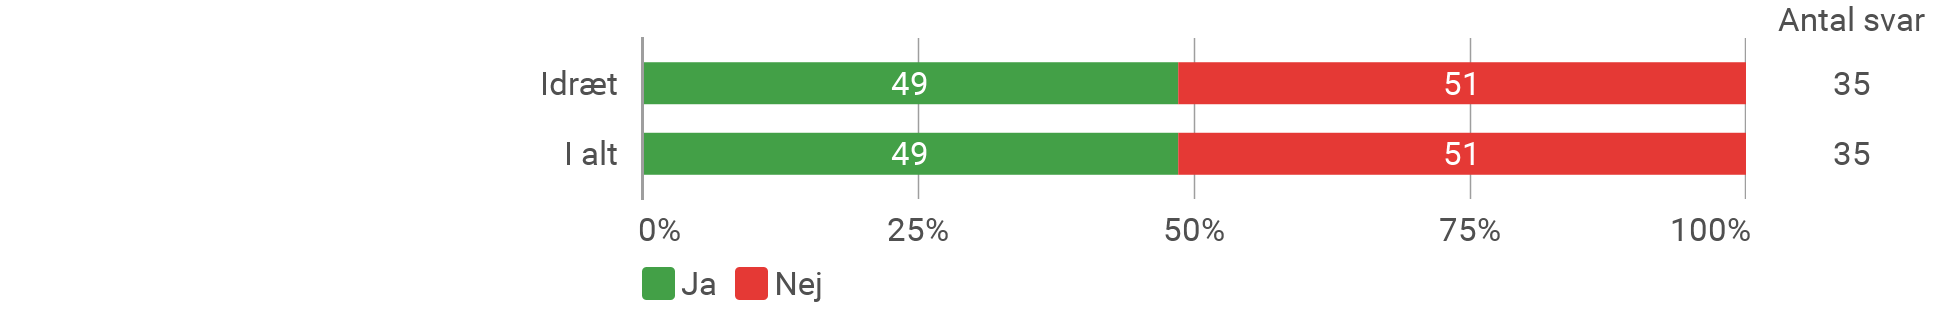 Antal svar
Idræt 49 51 35
I alt 49 51 35
0% 25% 50% 75% 100%
Ja Nej